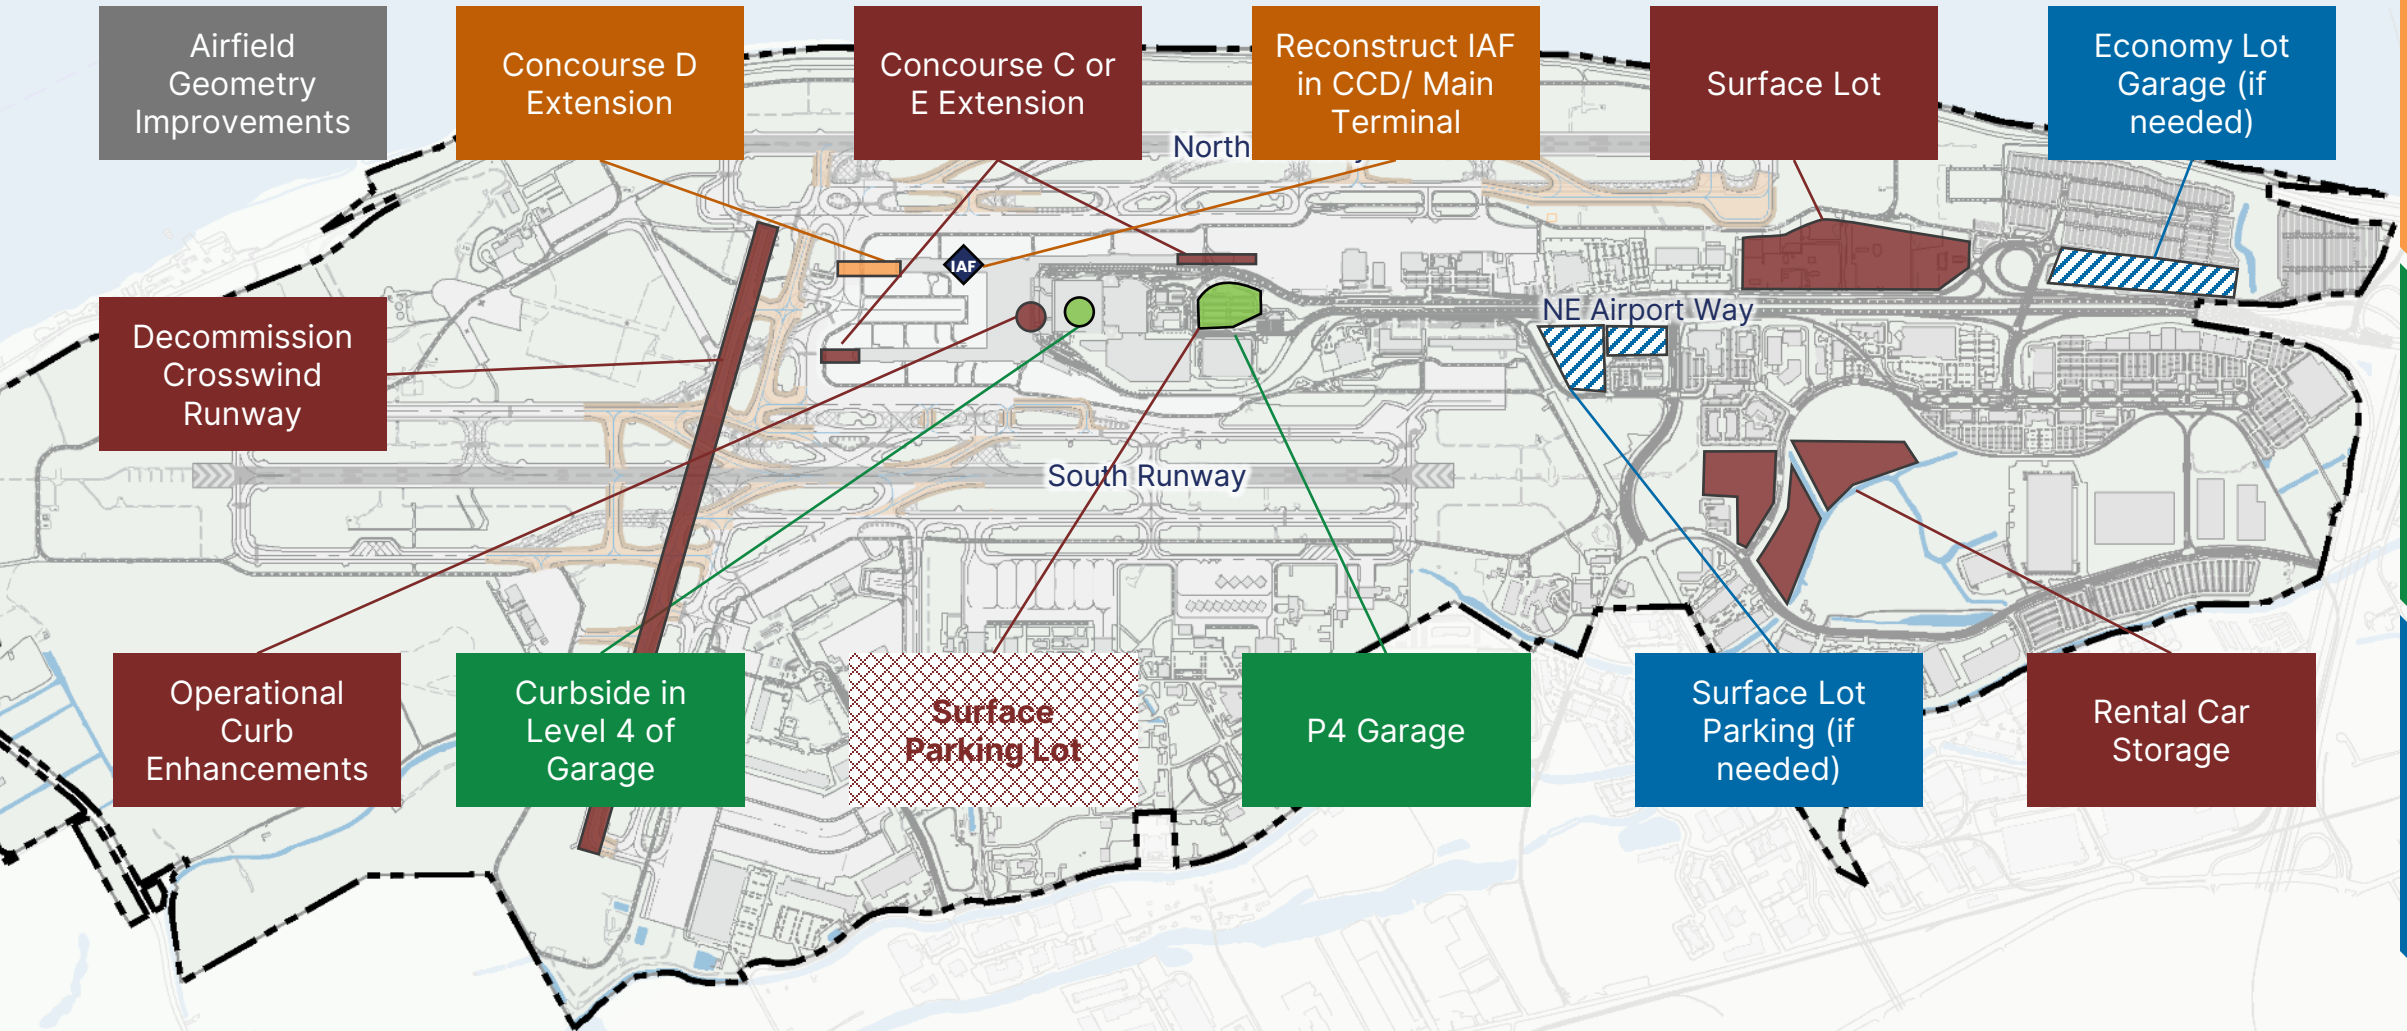 Airfield
Geometry
Improvements
Concourse D
Extension
Concourse C or
E Extension
Reconstruct IAF
in CCD/ Main
Terminal
Surface Lot
Economy Lot
Garage (if
needed)
North
IAF
NE Airport Way
Decommission
Crosswind
Runway
South Runway
Operational
Curb
Enhancements
Curbside in
Level 4 of
Garage
Surface
Parking Lot
P4 Garage
Surface Lot
Parking (if
needed)
Rental Car
Storage